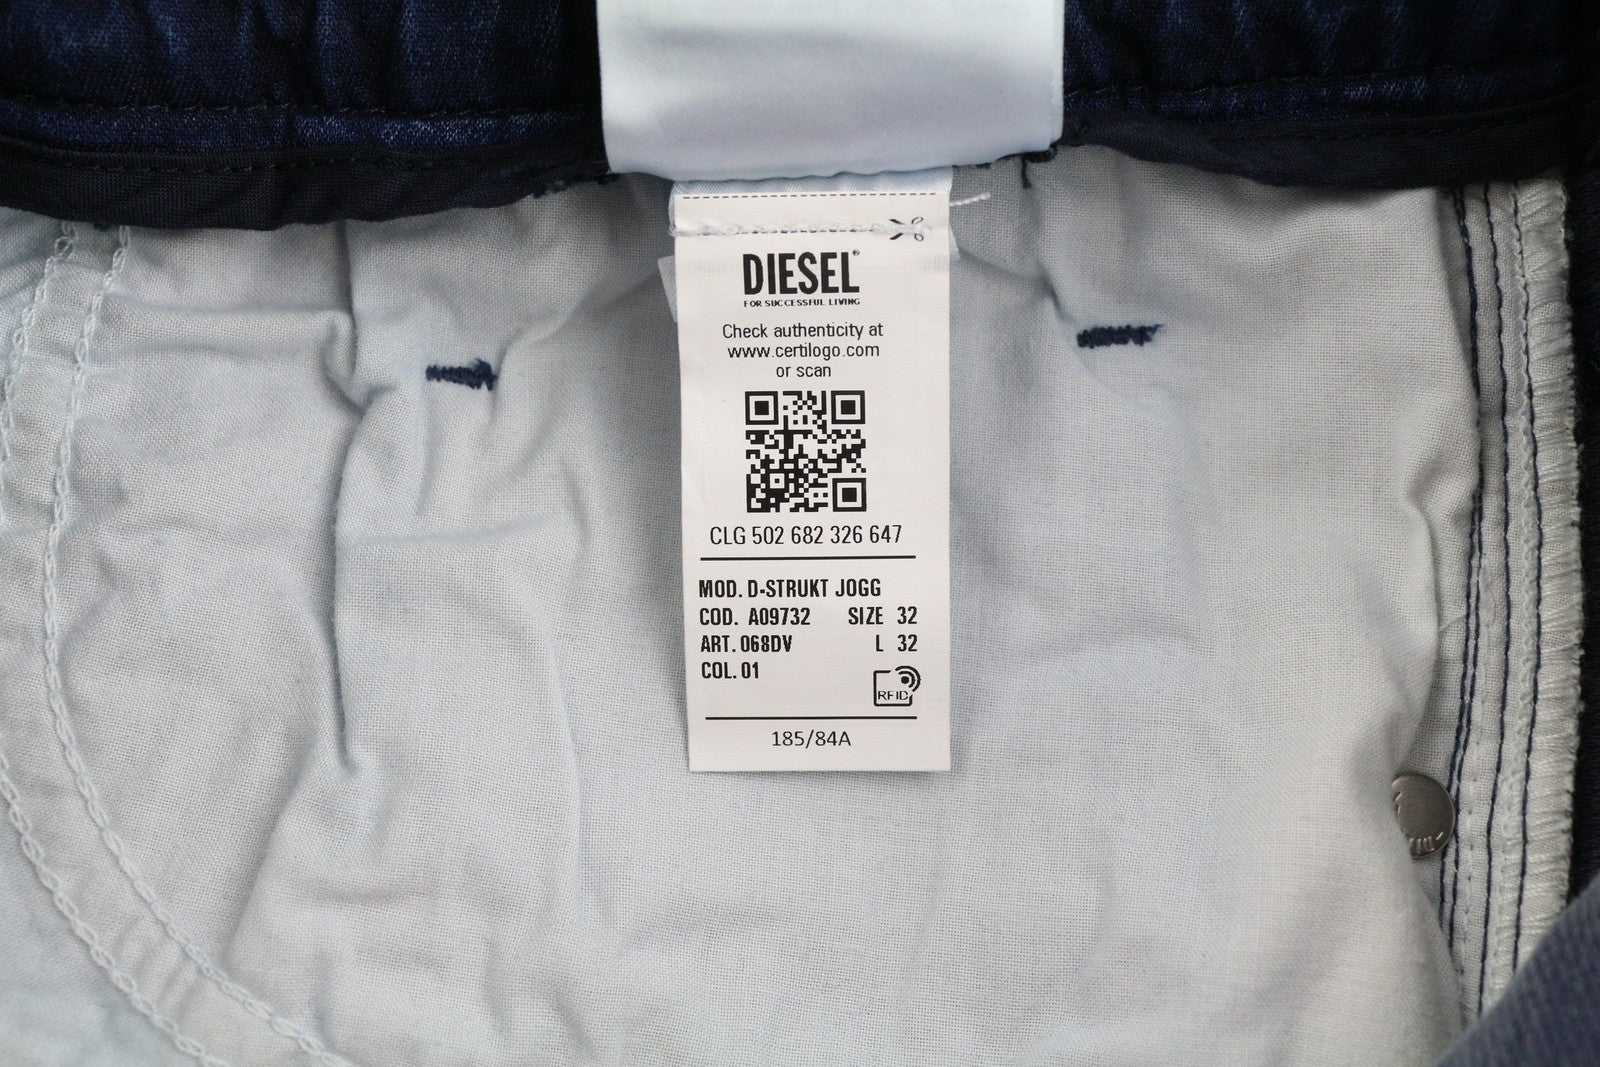 DIESEL®
FOR SUCCESSFUL LIVING
Check authenticity at
www.certilogo.com
or scan
CLG 502 682 326 647
MOD. D-STRUKT JOGG
COD. A09732 SIZE 32
ART. 068DV L 32
COL. 01
RFID
185/84A